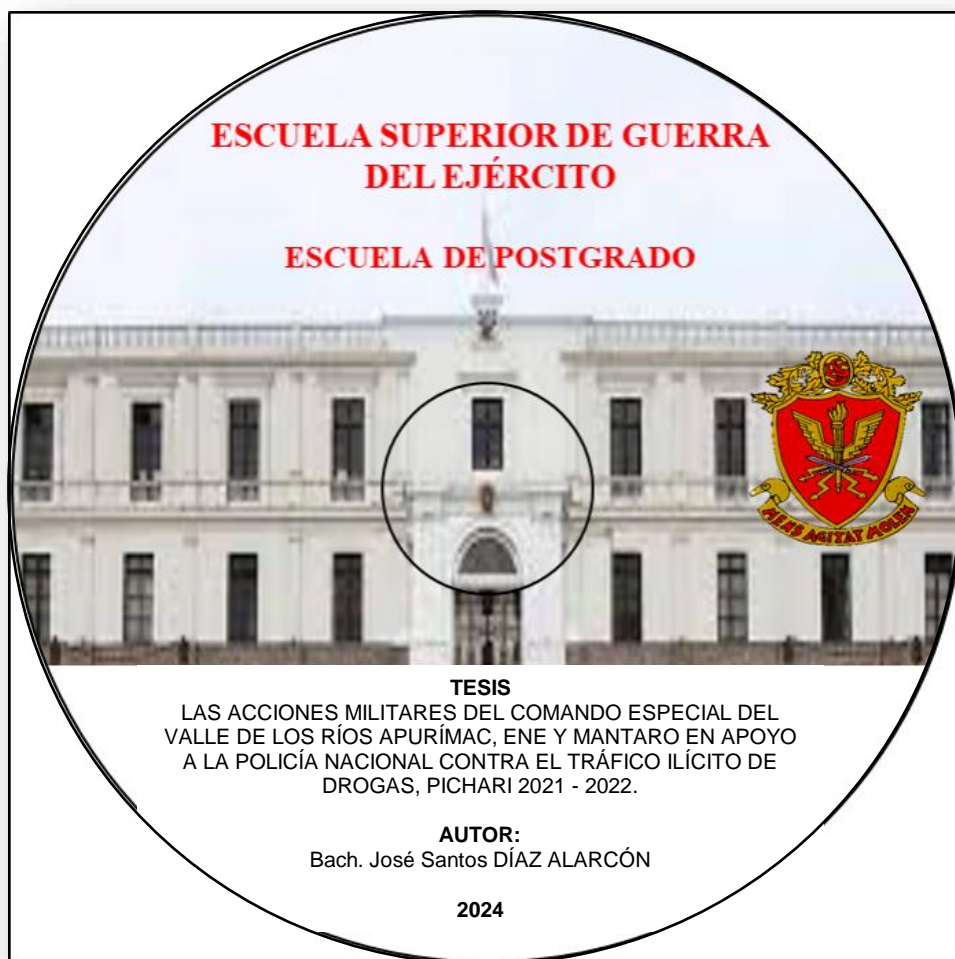 ESCUELA SUPERIOR DE GUERRA
DEL EJÉRCITO
ESCUELA DE POSTGRADO
MENS AGITAT MOLEM
TESIS
LAS ACCIONES MILITARES DEL COMANDO ESPECIAL DEL
VALLE DE LOS RÍOS APURÍMAC, ENE Y MANTARO EN APOYO
A LA POLICÍA NACIONAL CONTRA EL TRÁFICO ILÍCITO DE
DROGAS, PICHARI 2021 - 2022.
AUTOR:
Bach. José Santos DÍAZ ALARCÓN
2024